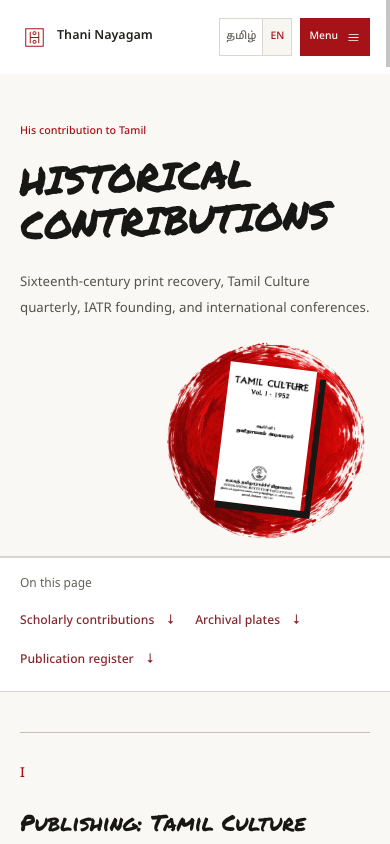 Thani Nayagam
தமிழ்
EN
Menu
His contribution to Tamil
HISTORICAL
CONTRIBUTIONS
Sixteenth-century print recovery, Tamil Culture
quarterly, IATR founding, and international conferences.
TAMIL CULTURE
Vol. 1 - 1952
On this page
Scholarly contributions ↓
Archival plates ↓
Publication register ↓
I
Publishing: Tamil Culture